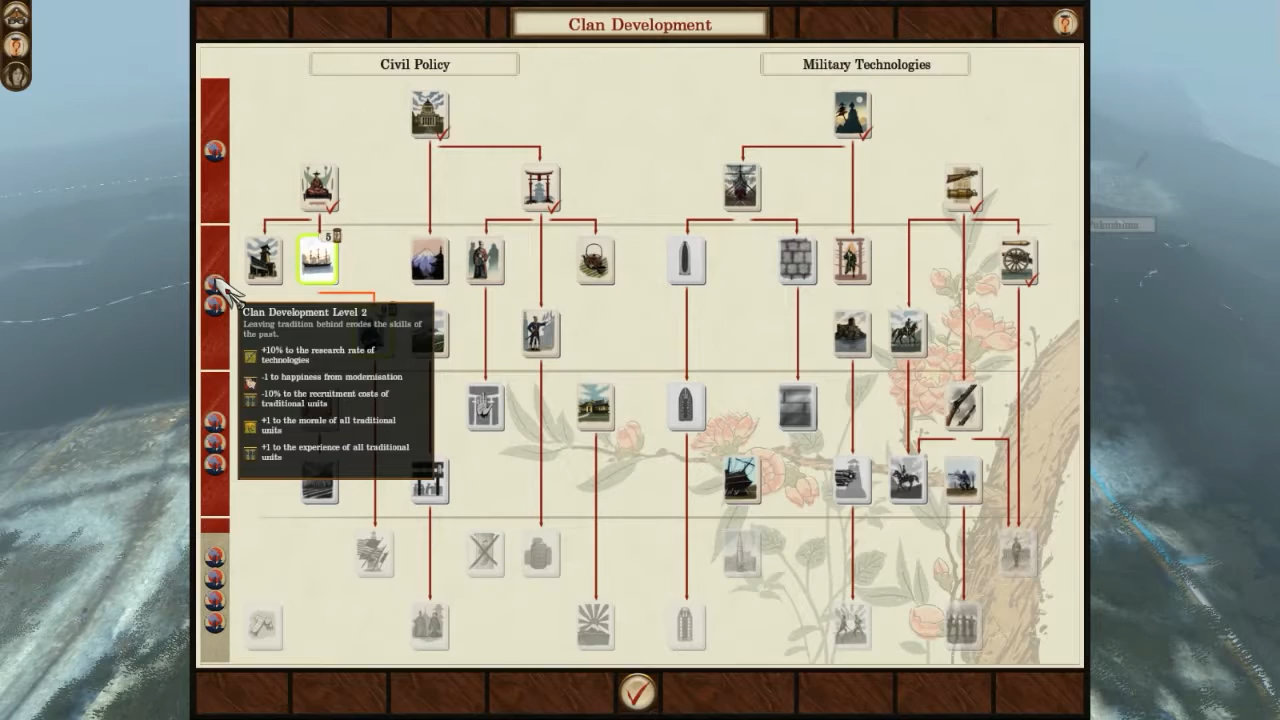 Clan Development
Civil Policy
Military Technologies
5
Clan Development Level 2
Leaving tradition behind erodes the skills of
the past.
+10% to the research rate of
technologies
-1 to happiness from modernisation
-10% to the recruitment costs of
traditional units
+1 to the morale of all traditional
units
+1 to the experience of all traditional
units